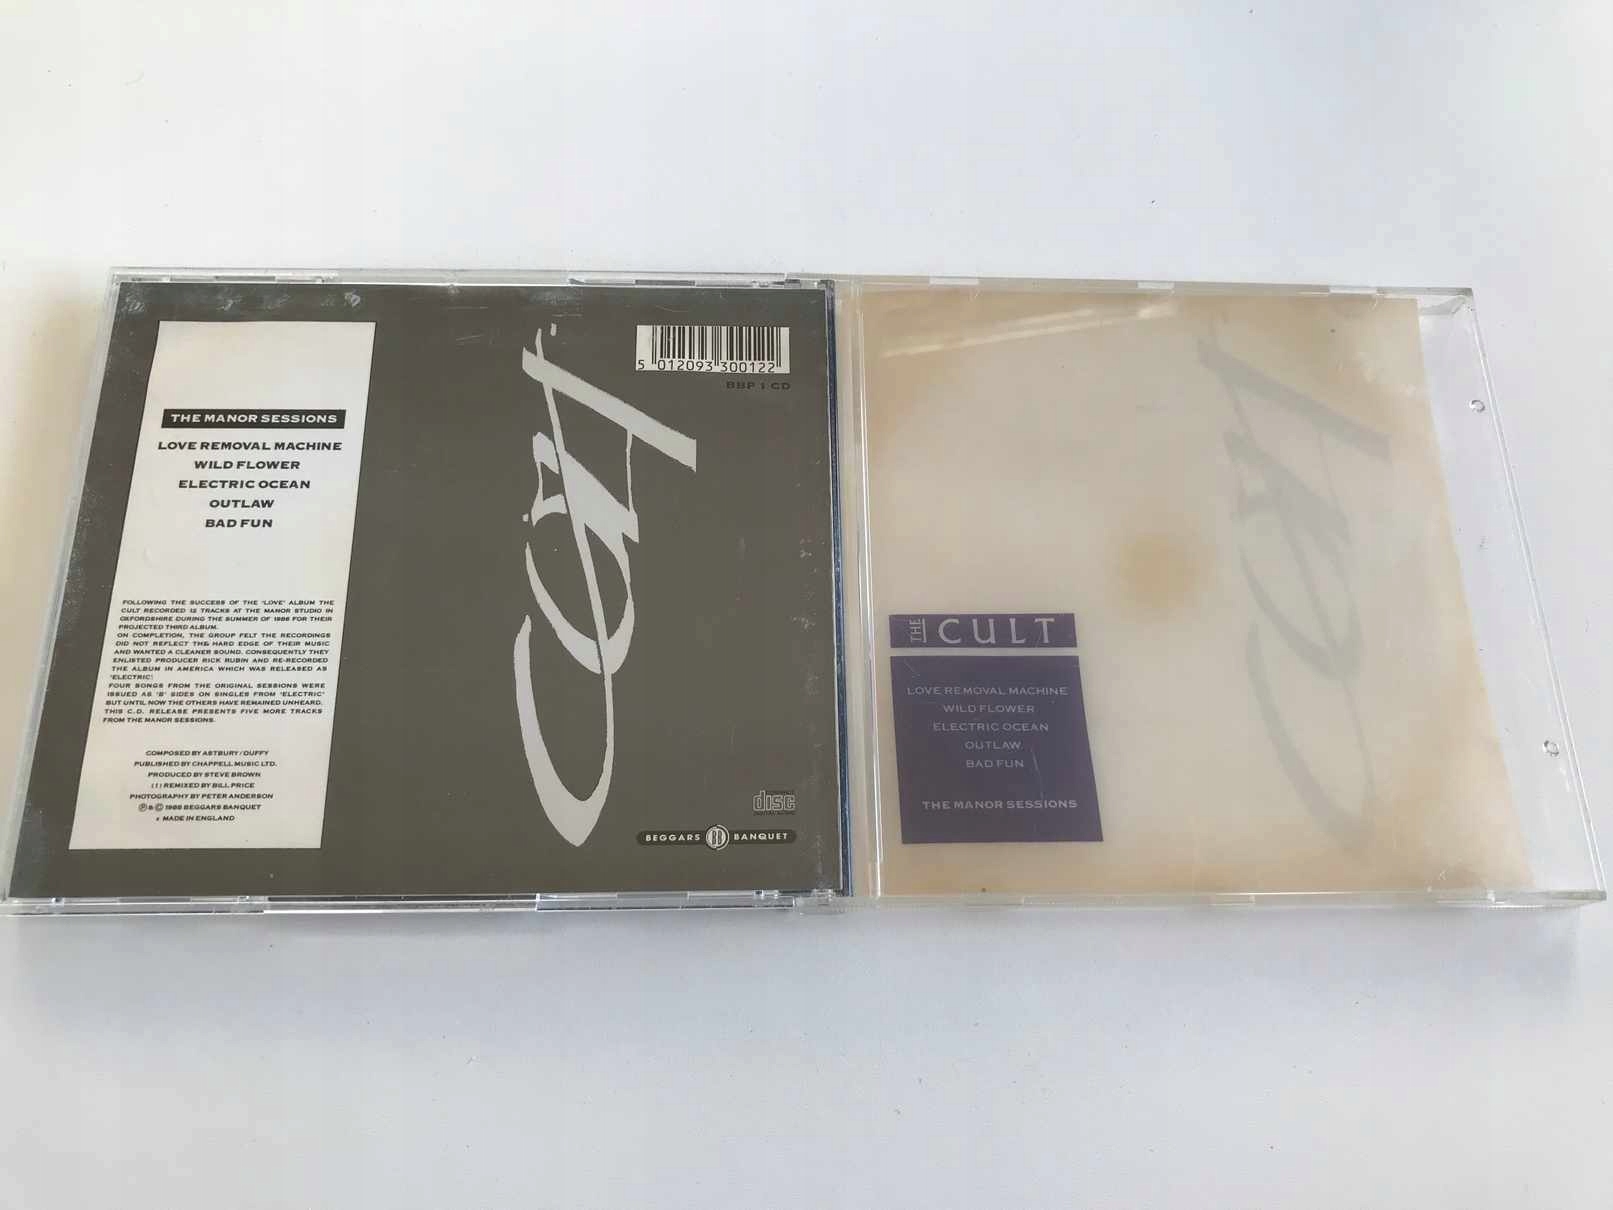 THE MANOR SESSIONS
LOVE REMOVAL MACHINE
WILD FLOWER
ELECTRIC OCEAN
OUTLAW
BAD FUN
FOLLOWING THE SUCCESS OF THE 'LOVE' ALBUM THE
CULT RECORDED 12 TRACKS AT THE MANOR STUDIO IN
OXFORDSHIRE DURING THE SUMMER OF 1986 FOR THEIR
PROJECTED THIRD ALBUM.
ON COMPLETION, THE GROUP FELT THE RECORDINGS
DID NOT REFLECT THE HARD EDGE OF THEIR MUSIC
AND WANTED A CLEANER SOUND. CONSEQUENTLY THEY
ENLISTED PRODUCER RICK RUBIN AND RE-RECORDED
THE ALBUM IN AMERICA WHICH WAS RELEASED AS
'ELECTRIC'.
FOUR SONGS FROM THE ORIGINAL SESSIONS WERE
ISSUED AS 'B' SIDES ON SINGLES FROM 'ELECTRIC'
BUT UNTIL NOW THE OTHERS HAVE REMAINED UNHEARD.
THIS C.D. RELEASE PRESENTS FIVE MORE TRACKS
FROM THE MANOR SESSIONS.
COMPOSED BY ASTBURY / DUFFY
PUBLISHED BY CHAPPELL MUSIC LTD.
PRODUCED BY STEVE BROWN
(1) REMIXED BY BILL PRICE
PHOTOGRAPHY BY PETER ANDERSON
℗ & © 1988 BEGGARS BANQUET
MADE IN ENGLAND
CULT
5 012093 300122
BBP 1 CD
COMPACT
disc
DIGITAL AUDIO
BEGGARS BB BANQUET
THE CULT
LOVE REMOVAL MACHINE
WILD FLOWER
ELECTRIC OCEAN
OUTLAW
BAD FUN
THE MANOR SESSIONS